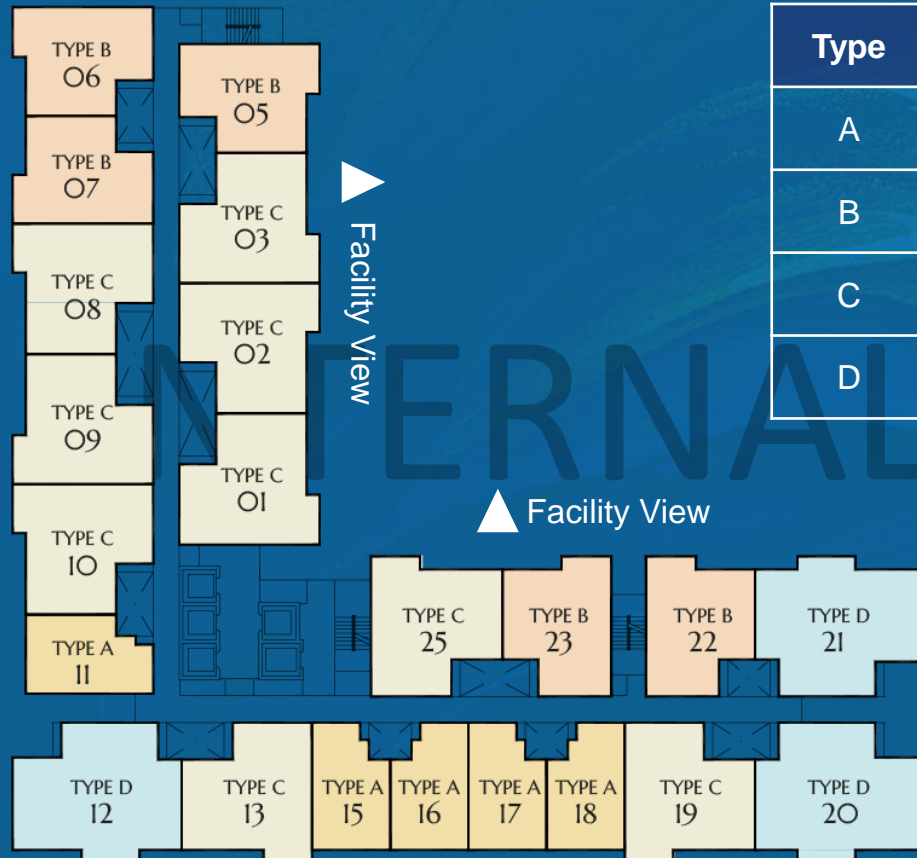 TYPE B
06
TYPE B
05
TYPE B
07
TYPE C
03
TYPE C
08
TYPE C
02
TYPE C
09
TYPE C
01
TYPE C
10
TYPE A
11
Facility View
Facility View
Type
A
B
C
D
INTERNAL
TYPE C
25
TYPE B
23
TYPE B
22
TYPE D
21
TYPE D
12
TYPE C
13
TYPE A
15
TYPE A
16
TYPE A
17
TYPE A
18
TYPE C
19
TYPE D
20